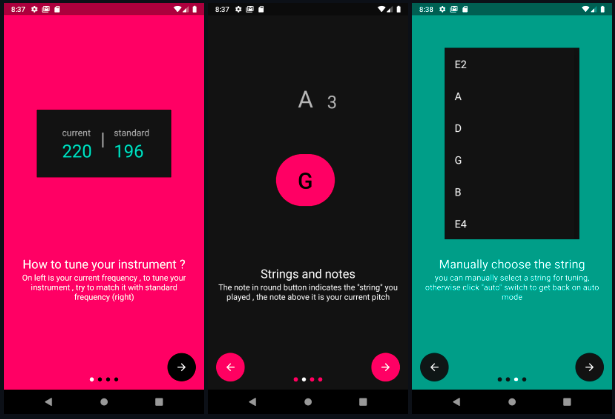 8:37
current
standard
220
196
How to tune your instrument ?
On left is your current frequency , to tune your
instrument , try to match it with standard
frequency (right)
8:37
A 3
G
Strings and notes
The note in round button indicates the "string" you
played , the note above it is your current pitch
8:38
E2
A
D
G
B
E4
Manually choose the string
you can manually select a string for tuning,
otherwise click "auto" switch to get back on auto
mode